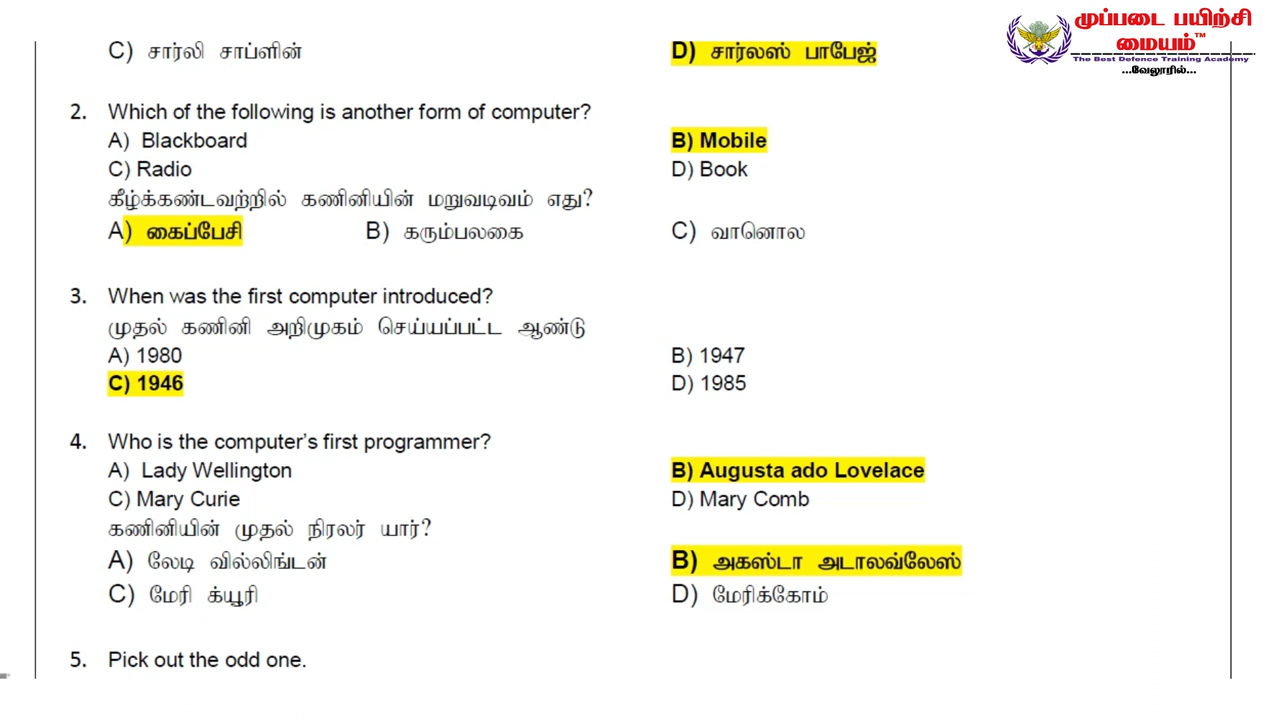 முப்படை பயிற்சி
மையம்™
The Best Defence Training Academy
...வேலூரில்...
C) சார்லி சாப்ளின் D) சார்லஸ் பாபேஜ்
2. Which of the following is another form of computer?
A) Blackboard B) Mobile
C) Radio D) Book
கீழ்க்கண்டவற்றில் கணினியின் மறுவடிவம் எது?
A) கைப்பேசி B) கரும்பலகை C) வானொல
3. When was the first computer introduced?
முதல் கணினி அறிமுகம் செய்யப்பட்ட ஆண்டு
A) 1980 B) 1947
C) 1946 D) 1985
4. Who is the computer's first programmer?
A) Lady Wellington B) Augusta ado Lovelace
C) Mary Curie D) Mary Comb
கணினியின் முதல் நிரலர் யார்?
A) லேடி வில்லிங்டன் B) அகஸ்டா அடாலவ்லேஸ்
C) மேரி க்யூரி D) மேரிக்கோம்
5. Pick out the odd one.